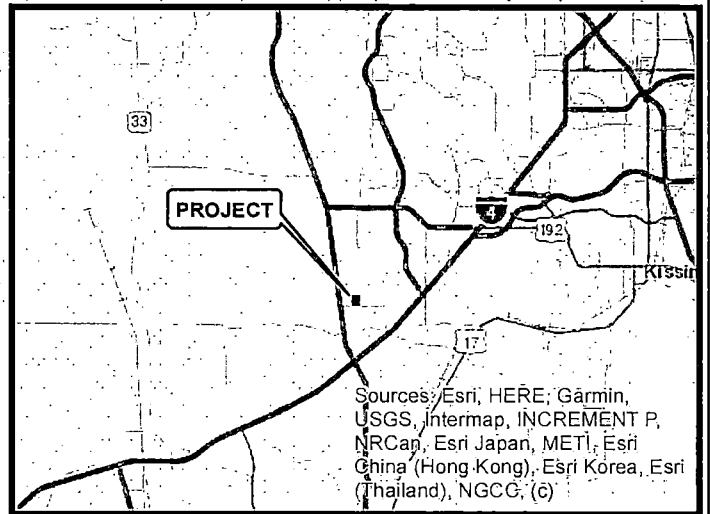 33
PROJECT
4
192
Kissim
17
Sources: Esri, HERE, Garmin,
USGS, Intermap, INCREMENT P,
NRCan, Esri Japan, METI, Esri
China (Hong Kong), Esri Korea, Esri
(Thailand), NGCC, (c)